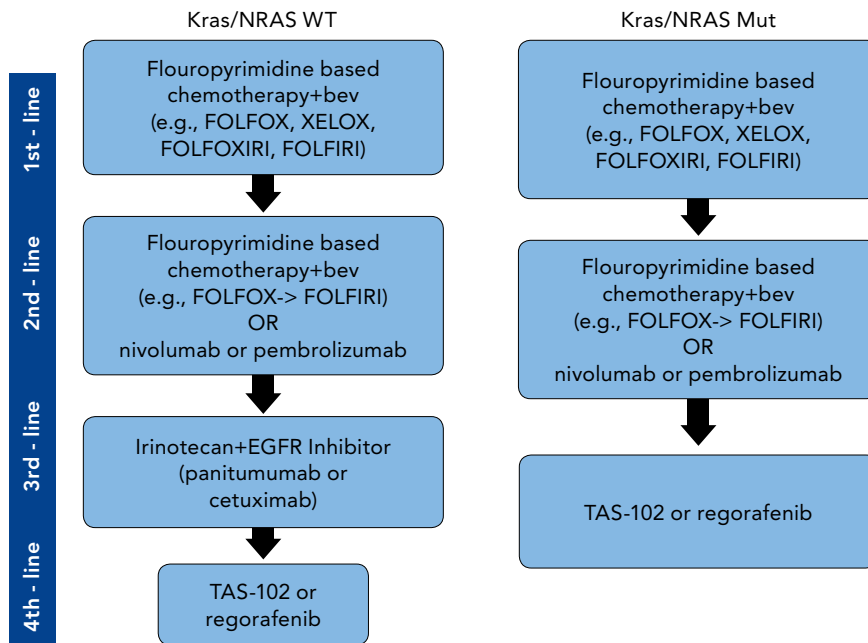 Kras/NRAS WT
Flouropyrimidine based
chemotherapy+bev
(e.g., FOLFOX, XELOX,
FOLFOXIRI, FOLFIRI)
Flouropyrimidine based
chemotherapy+bev
(e.g., FOLFOX-> FOLFIRI)
OR
nivolumab or pembrolizumab
Irinotecan+EGFR Inhibitor
(panitumumab or
cetuximab)
TAS-102 or
regorafenib
Kras/NRAS Mut
Flouropyrimidine based
chemotherapy+bev
(e.g., FOLFOX, XELOX,
FOLFOXIRI, FOLFIRI)
Flouropyrimidine based
chemotherapy+bev
(e.g., FOLFOX-> FOLFIRI)
OR
nivolumab or pembrolizumab
TAS-102 or regorafenib
1st - line
2nd - line
3rd - line
4th - line